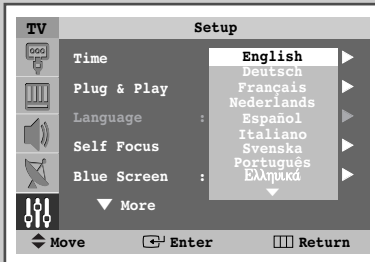 TV Setup
Time
Plug & Play
Language :
Self Focus
Blue Screen :
▼ More
English
Deutsch
Français
Nederlands
Español
Italiano
Svenska
Português
Ελληνικά
Move Enter Return